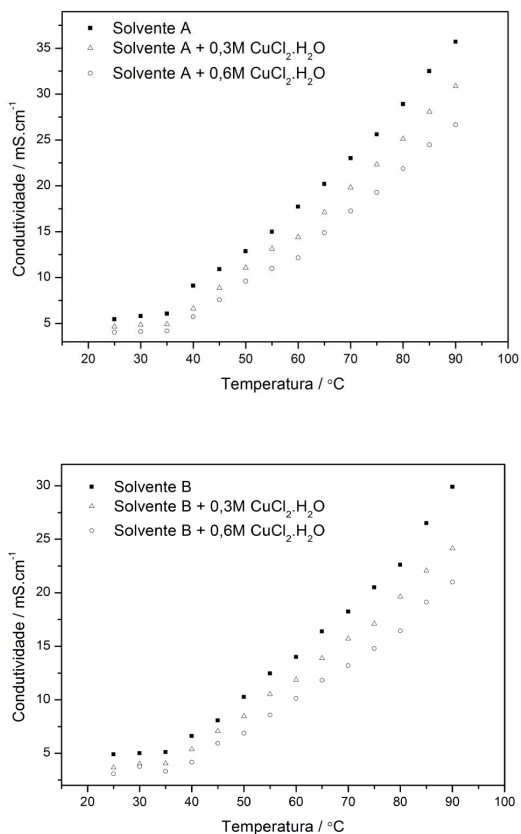 Solvente A
Solvente A + 0,3M CuCl2.H2O
Solvente A + 0,6M CuCl2.H2O
Condutividade / mS.cm-1
35
30
25
20
15
10
5
20 30 40 50 60 70 80 90 100
Temperatura / °C
Solvente B
Solvente B + 0,3M CuCl2.H2O
Solvente B + 0,6M CuCl2.H2O
Condutividade / mS.cm-1
30
25
20
15
10
5
20 30 40 50 60 70 80 90 100
Temperatura / °C